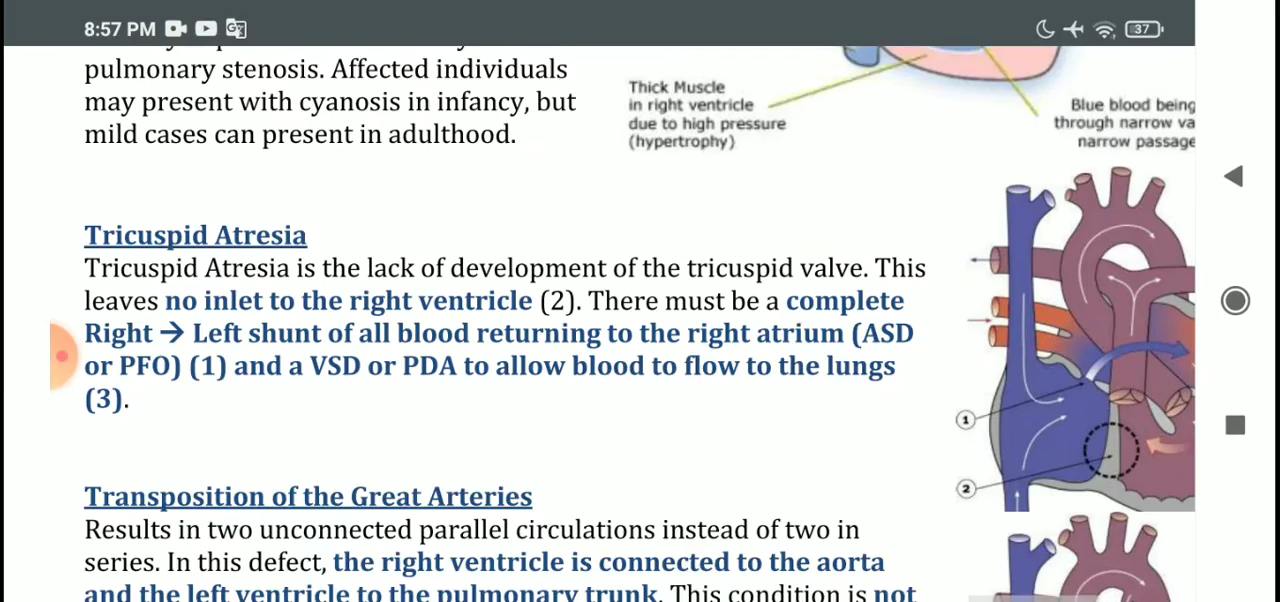 8:57 PM
37
pulmonary stenosis. Affected individuals
may present with cyanosis in infancy, but
mild cases can present in adulthood.
Thick Muscle
in right ventricle
due to high pressure
(hypertrophy)
Blue blood being
through narrow va
narrow passage
Tricuspid Atresia
Tricuspid Atresia is the lack of development of the tricuspid valve. This
leaves no inlet to the right ventricle (2). There must be a complete
Right → Left shunt of all blood returning to the right atrium (ASD
or PFO) (1) and a VSD or PDA to allow blood to flow to the lungs
(3).
1
2
Transposition of the Great Arteries
Results in two unconnected parallel circulations instead of two in
series. In this defect, the right ventricle is connected to the aorta
and the left ventricle to the pulmonary trunk. This condition is not